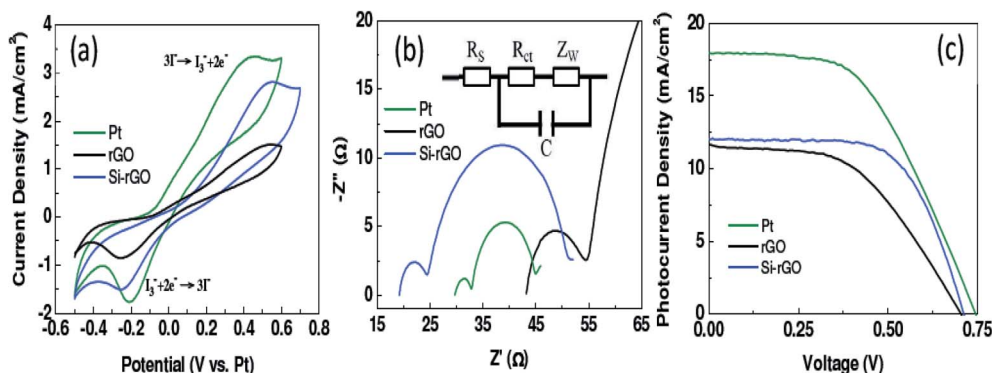 (a)
3I⁻→ I₃⁻+2e⁻
Pt
rGO
Si-rGO
I₃⁻+2e⁻→ 3I⁻
Current Density (mA/cm²)
4
3
2
1
0
-1
-2
-0.6 -0.4 -0.2 0.0 0.2 0.4 0.6 0.8
Potential (V vs. Pt)
(b)
R_S R_ct Z_W
C
Pt
rGO
Si-rGO
-Z'' (Ω)
20
15
10
5
0
15 25 35 45 55 65
Z' (Ω)
(c)
Pt
rGO
Si-rGO
Photocurrent Density (mA/cm²)
20
15
10
5
0
0.00 0.25 0.50 0.75
Voltage (V)